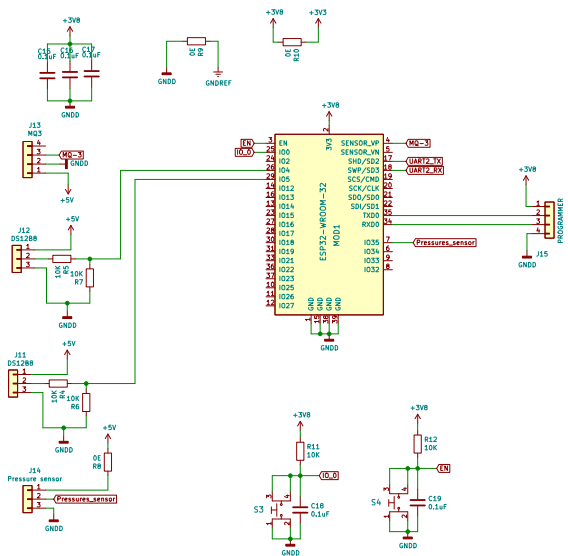 +3V8
C15
0.1uF
C16
0.1uF
C17
0.1uF
GNDD
0E
R9
GNDD
GNDREF
+3V8
+3V3
0E
R10
J13
MQ3
4
3
2
1
MQ-3
GNDD
+5V
J12
DS1288
1
2
3
+5V
10K
R5
10K
R7
GNDD
J11
DS1288
1
2
3
+5V
10K
R4
10K
R6
GNDD
J14
Pressure sensor
1
2
3
+5V
0E
R8
Pressures_sensor
GNDD
+3V8
2
3V3
ESP32-WROOM-32
MOD1
EN
3
EN
IO_0
25
IO0
24
IO2
26
IO4
29
IO5
14
IO12
16
IO13
13
IO14
23
IO15
27
IO16
28
IO17
30
IO18
31
IO19
33
IO21
36
IO22
37
IO23
10
IO25
11
IO26
12
IO27
SENSOR_VP
4
MQ-3
SENSOR_VN
5
SHD/SD2
17
UART2_TX
SWP/SD3
18
UART2_RX
SCS/CMD
19
SCK/CLK
20
SDO/SD0
21
SDI/SD1
22
TXD0
35
RXD0
34
IO35
7
Pressures_sensor
IO34
6
IO33
9
IO32
8
GND
GND
GND
GND
1
15
38
39
GNDD
+3V8
1
2
3
4
PROGRAMMER
J15
GNDD
+3V8
R11
10K
IO_0
3
4
S3
1
2
C18
0.1uF
GNDD
+3V8
R12
10K
EN
3
4
S4
1
2
C19
0.1uF
GNDD